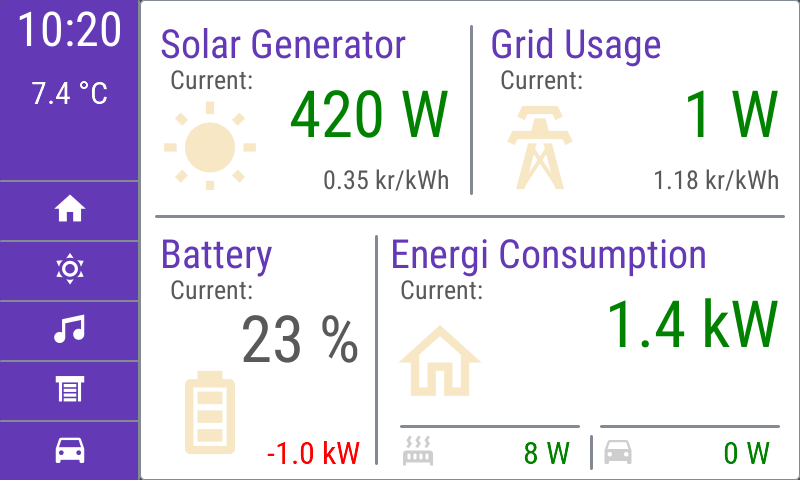 10:20
7.4 °C
Solar Generator
Current:
420 W
0.35 kr/kWh
Grid Usage
Current:
1 W
1.18 kr/kWh
Battery
Current:
23 %
-1.0 kW
Energi Consumption
Current:
1.4 kW
8 W
0 W